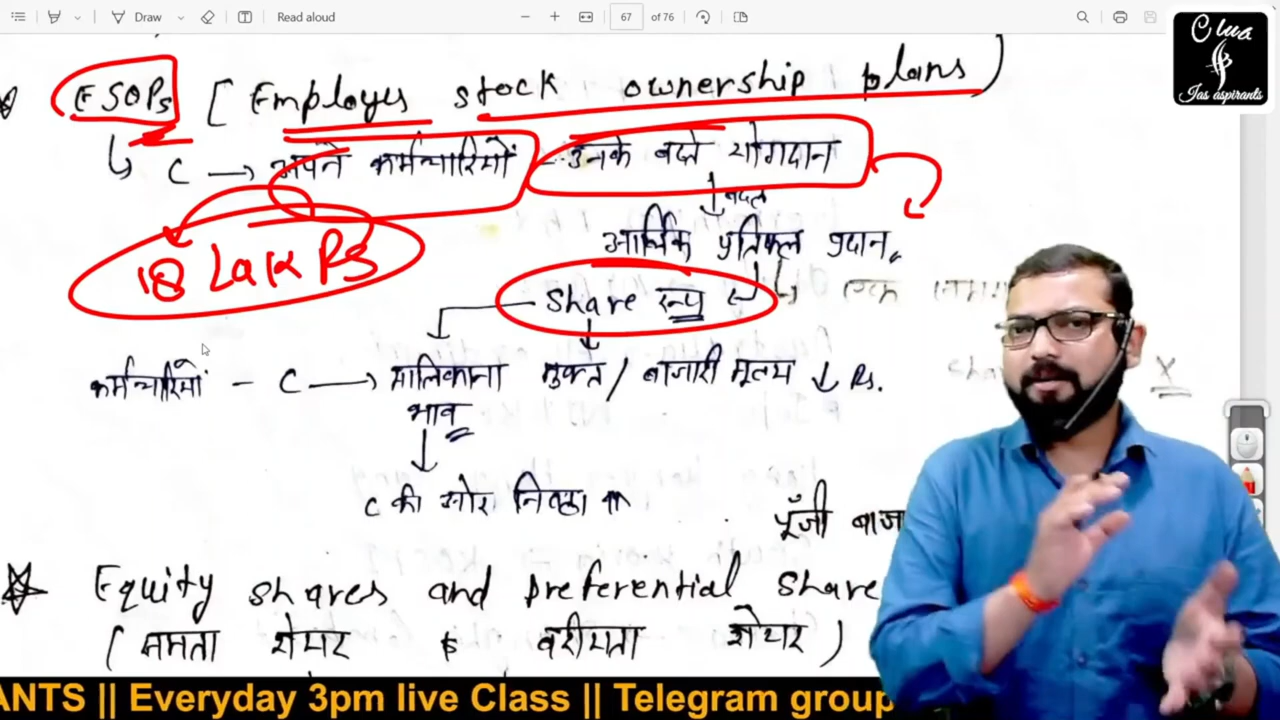 Draw
Read aloud
67 of 76
Clua
Ias aspirants
ESOPs [Employes stock ownership plans)
C → अपने कर्मचारियों - उनके बदले योगदान
बदले
आर्थिक प्रतिफल प्रदान,
18 Lakh Rs
Share रूप
कर्मचारियों - C → मालिकाना मुक्त / बाजारी मूल्य ↓ Rs.
भाव
C की ओर निष्ठा
पूँजी बाजा
Equity shares and preferential Share
(समता शेयर & वरीयता शेयर)
ANTS || Everyday 3pm live Class || Telegram group